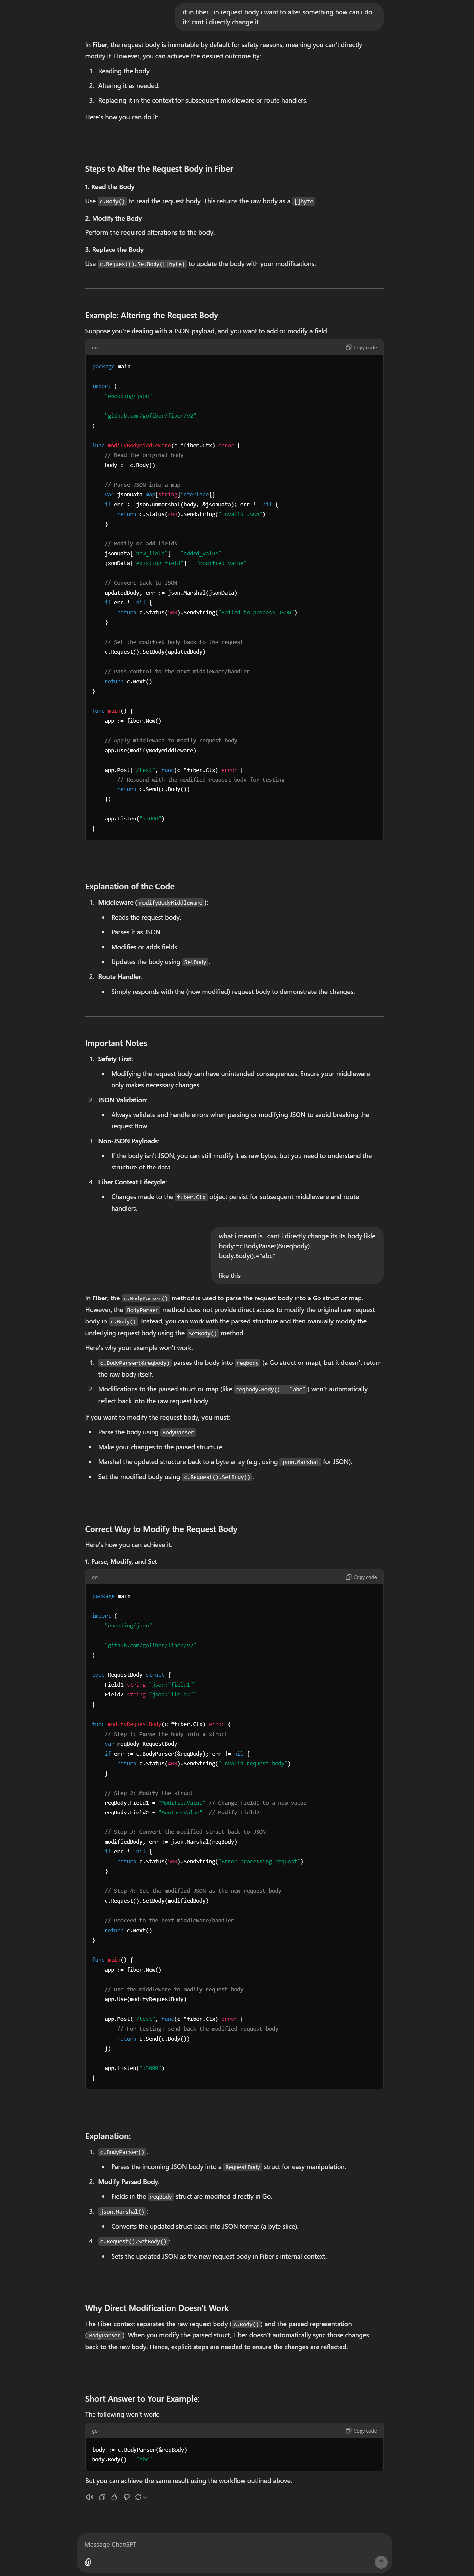 if in fiber , in request body i want to alter something how can i do
it? cant i directly change it
In Fiber, the request body is immutable by default for safety reasons, meaning you can't directly
modify it. However, you can achieve the desired outcome by:
1. Reading the body.
2. Altering it as needed.
3. Replacing it in the context for subsequent middleware or route handlers.
Here's how you can do it:
Steps to Alter the Request Body in Fiber
1. Read the Body
Use c.Body() to read the request body. This returns the raw body as a []byte.
2. Modify the Body
Perform the required alterations to the body.
3. Replace the Body
Use c.Request().SetBody([]byte) to update the body with your modifications.
Example: Altering the Request Body
Suppose you're dealing with a JSON payload, and you want to add or modify a field.
go
Copy code
package main
import (
"encoding/json"
"github.com/gofiber/fiber/v2"
)
func modifyBodyMiddleware(c *fiber.Ctx) error {
// Read the original body
body := c.Body()
// Parse JSON into a map
var jsonData map[string]interface{}
if err := json.Unmarshal(body, &jsonData); err != nil {
return c.Status(400).SendString("Invalid JSON")
}
// Modify or add fields
jsonData["new_field"] = "added_value"
jsonData["existing_field"] = "modified_value"
// Convert back to JSON
updatedBody, err := json.Marshal(jsonData)
if err != nil {
return c.Status(500).SendString("Failed to process JSON")
}
// Set the modified body back to the request
c.Request().SetBody(updatedBody)
// Pass control to the next middleware/handler
return c.Next()
}
func main() {
app := fiber.New()
// Apply middleware to modify request body
app.Use(modifyBodyMiddleware)
app.Post("/test", func(c *fiber.Ctx) error {
// Respond with the modified request body for testing
return c.Send(c.Body())
})
app.Listen(":3000")
}
Explanation of the Code
1. Middleware (modifyBodyMiddleware):
• Reads the request body.
• Parses it as JSON.
• Modifies or adds fields.
• Updates the body using SetBody.
2. Route Handler:
• Simply responds with the (now modified) request body to demonstrate the changes.
Important Notes
1. Safety First:
• Modifying the request body can have unintended consequences. Ensure your middleware
only makes necessary changes.
2. JSON Validation:
• Always validate and handle errors when parsing or modifying JSON to avoid breaking the
request flow.
3. Non-JSON Payloads:
• If the body isn't JSON, you can still modify it as raw bytes, but you need to understand the
structure of the data.
4. Fiber Context Lifecycle:
• Changes made to the fiber.Ctx object persist for subsequent middleware and route
handlers.
what i meant is ..cant i directly change its its body likle
body:=c.BodyParser(&reqbody)
body.Body():="abc"
like this
In Fiber, the c.BodyParser() method is used to parse the request body into a Go struct or map.
However, the BodyParser method does not provide direct access to modify the original raw request
body in c.Body(). Instead, you can work with the parsed structure and then manually modify the
underlying request body using the SetBody() method.
Here's why your example won't work:
1. c.BodyParser(&reqbody) parses the body into reqbody (a Go struct or map), but it doesn't return
the raw body itself.
2. Modifications to the parsed struct or map (like reqbody.Body() = "abc") won't automatically
reflect back into the raw request body.
If you want to modify the request body, you must:
• Parse the body using BodyParser.
• Make your changes to the parsed structure.
• Marshal the updated structure back to a byte array (e.g., using json.Marshal for JSON).
• Set the modified body using c.Request().SetBody().
Correct Way to Modify the Request Body
Here's how you can achieve it:
1. Parse, Modify, and Set
go
Copy code
package main
import (
"encoding/json"
"github.com/gofiber/fiber/v2"
)
type RequestBody struct {
Field1 string `json:"field1"`
Field2 string `json:"field2"`
}
func modifyRequestBody(c *fiber.Ctx) error {
// Step 1: Parse the body into a struct
var reqBody RequestBody
if err := c.BodyParser(&reqBody); err != nil {
return c.Status(400).SendString("Invalid request body")
}
// Step 2: Modify the struct
reqBody.Field1 = "ModifiedValue" // Change Field1 to a new value
reqBody.Field2 = "AnotherValue" // Modify Field2
// Step 3: Convert the modified struct back to JSON
modifiedBody, err := json.Marshal(reqBody)
if err != nil {
return c.Status(500).SendString("Error processing request")
}
// Step 4: Set the modified JSON as the new request body
c.Request().SetBody(modifiedBody)
// Proceed to the next middleware/handler
return c.Next()
}
func main() {
app := fiber.New()
// Use the middleware to modify request body
app.Use(modifyRequestBody)
app.Post("/test", func(c *fiber.Ctx) error {
// For testing: send back the modified request body
return c.Send(c.Body())
})
app.Listen(":3000")
}
Explanation:
1. c.BodyParser():
• Parses the incoming JSON body into a RequestBody struct for easy manipulation.
2. Modify Parsed Body:
• Fields in the reqBody struct are modified directly in Go.
3. json.Marshal():
• Converts the updated struct back into JSON format (a byte slice).
4. c.Request().SetBody():
• Sets the updated JSON as the new request body in Fiber's internal context.
Why Direct Modification Doesn't Work
The Fiber context separates the raw request body (c.Body()) and the parsed representation
(BodyParser). When you modify the parsed struct, Fiber doesn't automatically sync those changes
back to the raw body. Hence, explicit steps are needed to ensure the changes are reflected.
Short Answer to Your Example:
The following won't work:
go
Copy code
body := c.BodyParser(&reqBody)
body.Body() = "abc"
But you can achieve the same result using the workflow outlined above.
Message ChatGPT